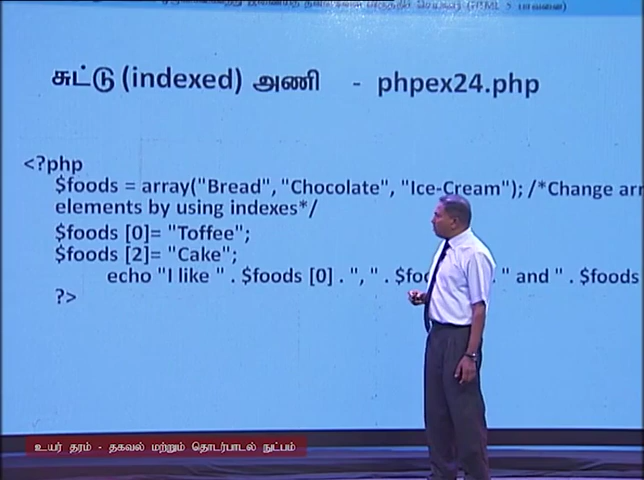 சுட்டு (indexed) அணி - phpex24.php
<?php
$foods = array("Bread", "Chocolate", "Ice-Cream"); /*Change arr
elements by using indexes*/
$foods [0]= "Toffee";
$foods [2]= "Cake";
echo "I like " . $foods [0] . ", " . $foo " and " . $foods
?>
உயர் தரம் - தகவல் மற்றும் தொடர்பாடல் நுட்பம்